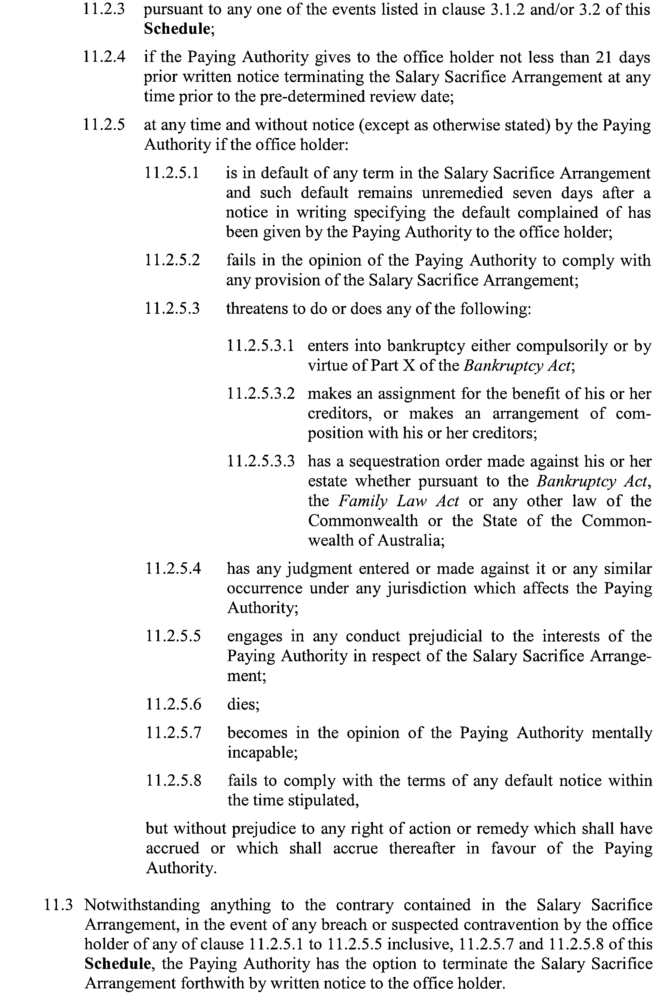 11.2.3 pursuant to any one of the events listed in clause 3.1.2 and/or 3.2 of this
Schedule;
11.2.4 if the Paying Authority gives to the office holder not less than 21 days
prior written notice terminating the Salary Sacrifice Arrangement at any
time prior to the pre-determined review date;
11.2.5 at any time and without notice (except as otherwise stated) by the Paying
Authority if the office holder:
11.2.5.1 is in default of any term in the Salary Sacrifice Arrangement
and such default remains unremedied seven days after a
notice in writing specifying the default complained of has
been given by the Paying Authority to the office holder;
11.2.5.2 fails in the opinion of the Paying Authority to comply with
any provision of the Salary Sacrifice Arrangement;
11.2.5.3 threatens to do or does any of the following:
11.2.5.3.1 enters into bankruptcy either compulsorily or by
virtue of Part X of the Bankruptcy Act;
11.2.5.3.2 makes an assignment for the benefit of his or her
creditors, or makes an arrangement of com-
position with his or her creditors;
11.2.5.3.3 has a sequestration order made against his or her
estate whether pursuant to the Bankruptcy Act,
the Family Law Act or any other law of the
Commonwealth or the State of the Common-
wealth of Australia;
11.2.5.4 has any judgment entered or made against it or any similar
occurrence under any jurisdiction which affects the Paying
Authority;
11.2.5.5 engages in any conduct prejudicial to the interests of the
Paying Authority in respect of the Salary Sacrifice Arrange-
ment;
11.2.5.6 dies;
11.2.5.7 becomes in the opinion of the Paying Authority mentally
incapable;
11.2.5.8 fails to comply with the terms of any default notice within
the time stipulated,
but without prejudice to any right of action or remedy which shall have
accrued or which shall accrue thereafter in favour of the Paying
Authority.
11.3 Notwithstanding anything to the contrary contained in the Salary Sacrifice
Arrangement, in the event of any breach or suspected contravention by the office
holder of any of clause 11.2.5.1 to 11.2.5.5 inclusive, 11.2.5.7 and 11.2.5.8 of this
Schedule, the Paying Authority has the option to terminate the Salary Sacrifice
Arrangement forthwith by written notice to the office holder.